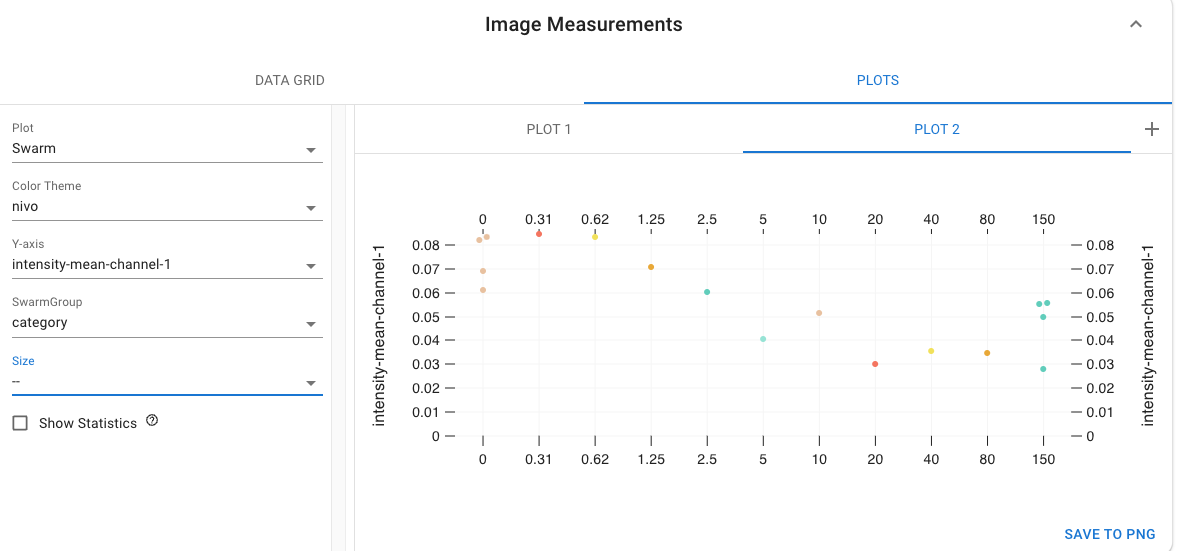 Image Measurements
DATA GRID
PLOTS
Plot
Swarm
Color Theme
nivo
Y-axis
intensity-mean-channel-1
SwarmGroup
category
Size
--
Show Statistics
PLOT 1
PLOT 2
0 0.31 0.62 1.25 2.5 5 10 20 40 80 150
intensity-mean-channel-1
0.08
0.07
0.06
0.05
0.04
0.03
0.02
0.01
0
0.08
0.07
0.06
0.05
0.04
0.03
0.02
0.01
0
intensity-mean-channel-1
0 0.31 0.62 1.25 2.5 5 10 20 40 80 150
SAVE TO PNG